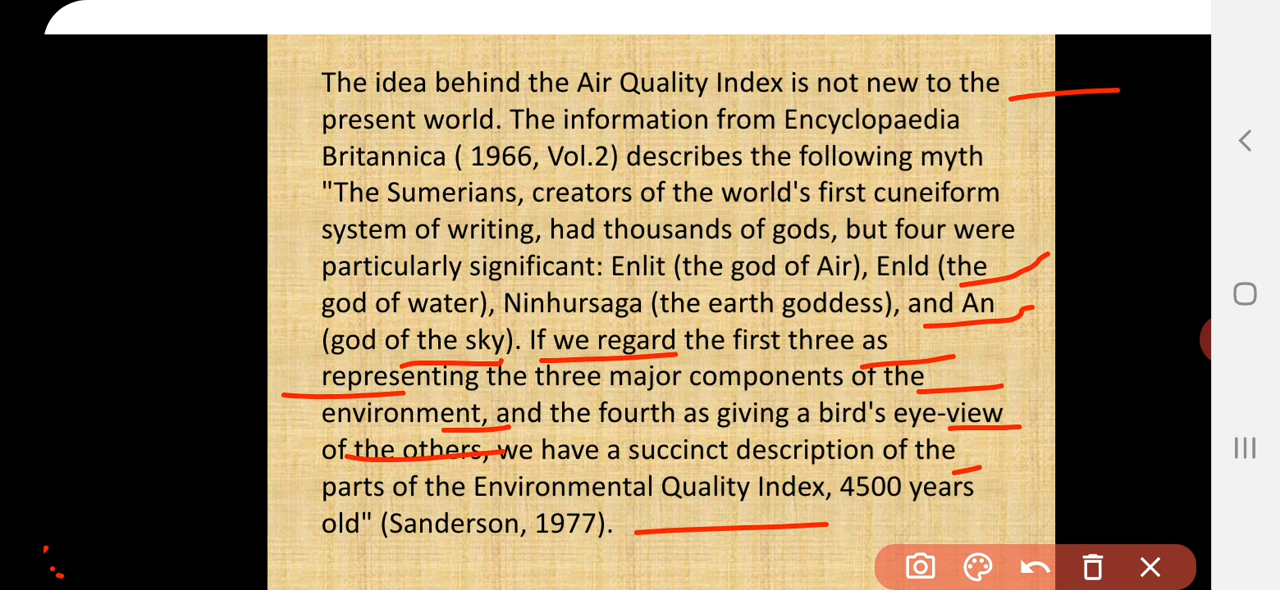 The idea behind the Air Quality Index is not new to the
present world. The information from Encyclopaedia
Britannica ( 1966, Vol.2) describes the following myth
"The Sumerians, creators of the world's first cuneiform
system of writing, had thousands of gods, but four were
particularly significant: Enlit (the god of Air), Enld (the
god of water), Ninhursaga (the earth goddess), and An
(god of the sky). If we regard the first three as
representing the three major components of the
environment, and the fourth as giving a bird's eye-view
of the others, we have a succinct description of the
parts of the Environmental Quality Index, 4500 years
old" (Sanderson, 1977).